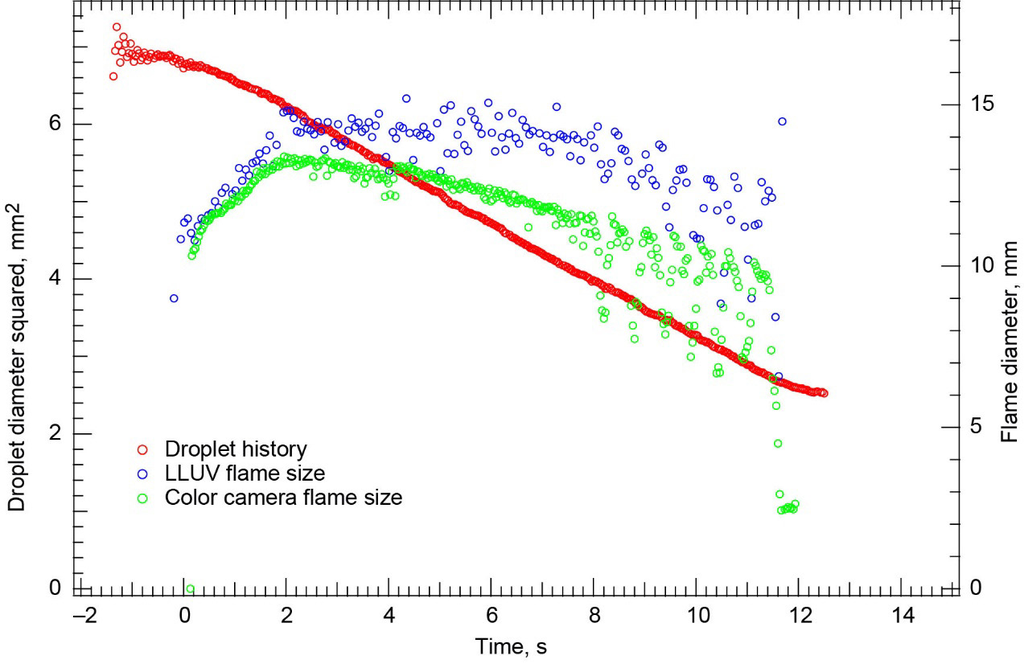 Droplet diameter squared, mm2
6
4
2
0
15
10
5
0
Flame diameter, mm
Droplet history
LLUV flame size
Color camera flame size
–2 0 2 4 6 8 10 12 14
Time, s